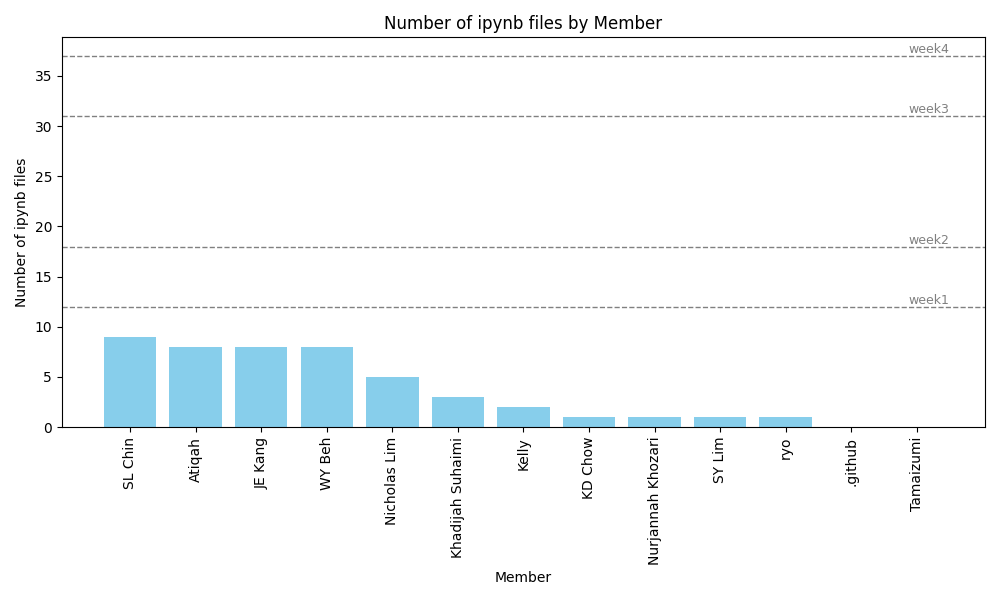 Number of ipynb files by Member
Number of ipynb files
35
30
25
20
15
10
5
0
week4
week3
week2
week1
SL Chin
Atiqah
JE Kang
WY Beh
Nicholas Lim
Khadijah Suhaimi
Kelly
KD Chow
Nurjannah Khozari
SY Lim
ryo
.github
Tamaizumi
Member